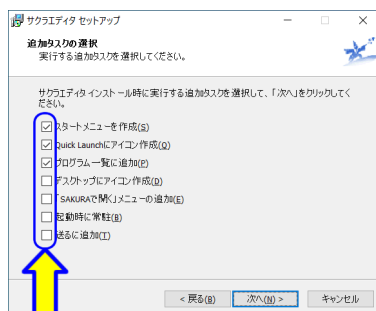 サクラエディタ セットアップ
追加タスクの選択
実行する追加タスクを選択してください。
サクラエディタ インストール時に実行する追加タスクを選択して、「次へ」をクリックしてく
ださい。
スタートメニューを作成(S)
Quick Launchにアイコン作成(Q)
プログラム一覧に追加(P)
デスクトップにアイコン作成(D)
「SAKURAで開く」メニューの追加(E)
起動時に常駐(B)
送るに追加(T)
< 戻る(B) 次へ(N) > キャンセル